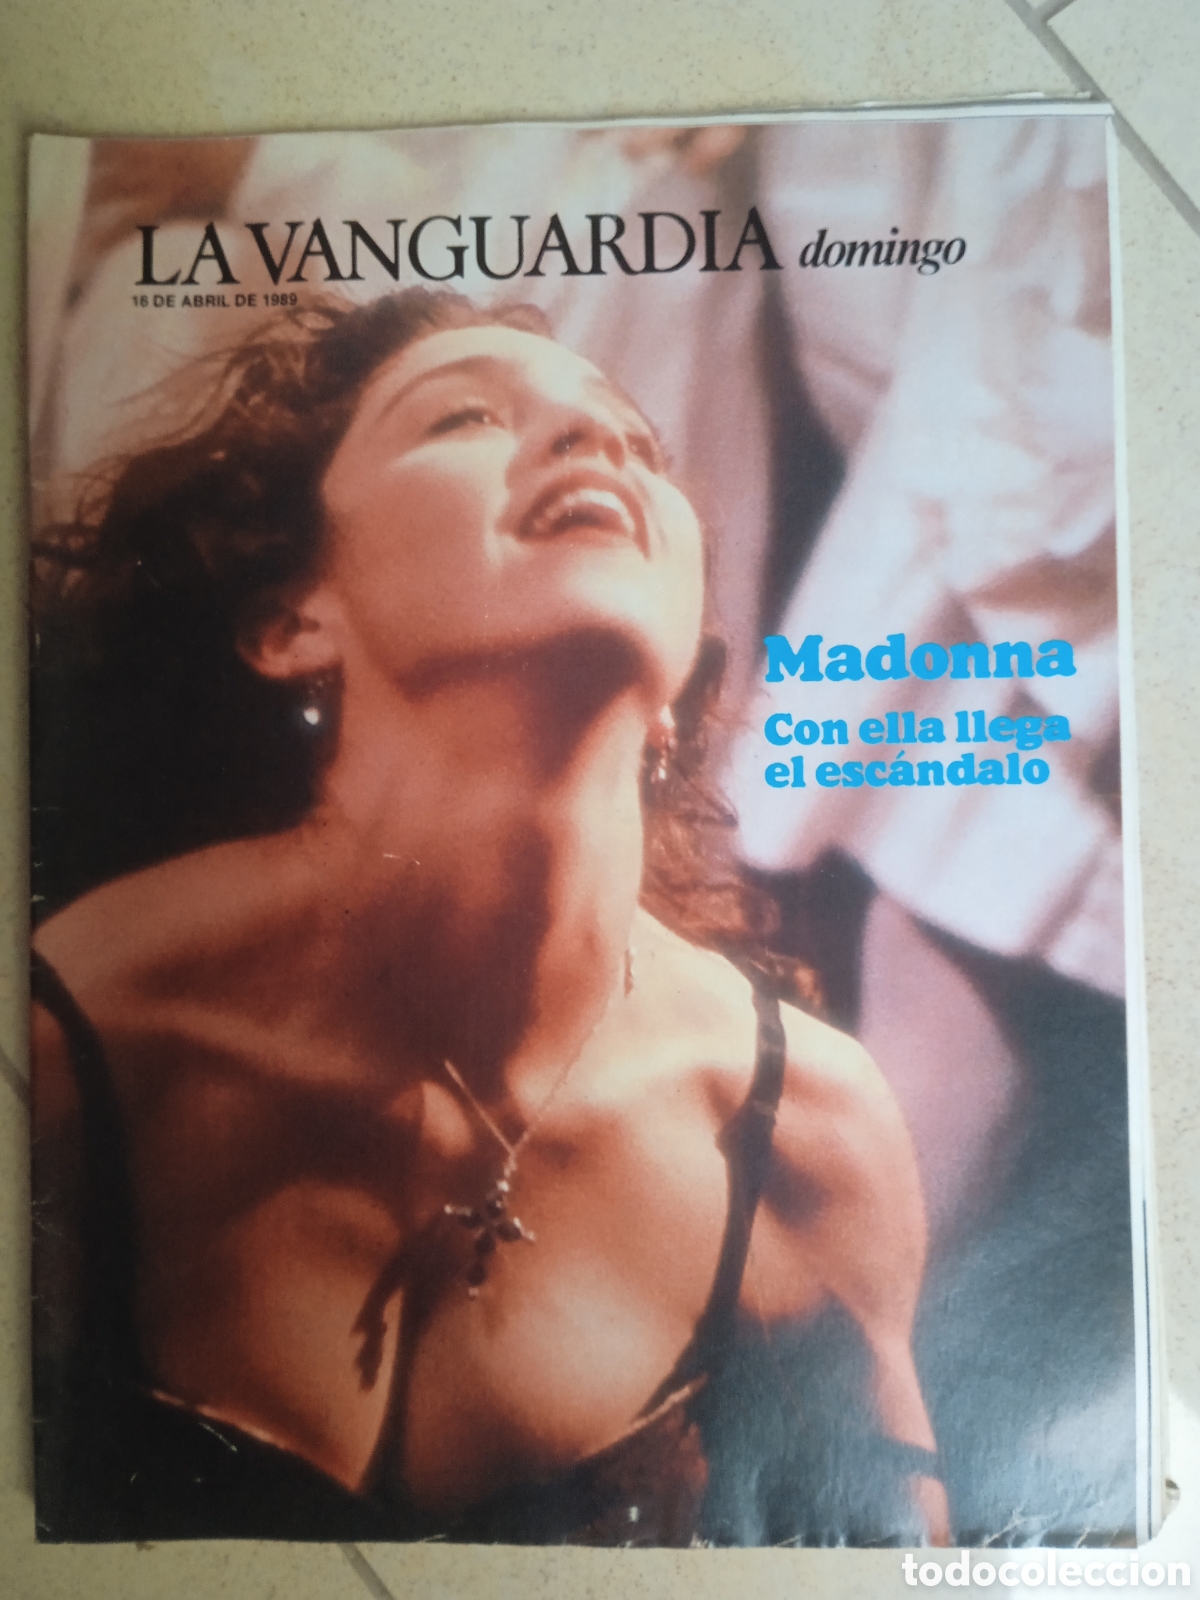 LA VANGUARDIA domingo
16 DE ABRIL DE 1989
Madonna
Con ella llega
el escándalo
todocoleccion